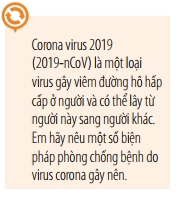 Corona virus 2019
(2019-nCoV) là một loại
virus gây viêm đường hô hấp
cấp ở người và có thể lây từ
người này sang người khác.
Em hãy nêu một số biện
pháp phòng chống bệnh do
virus corona gây nên.